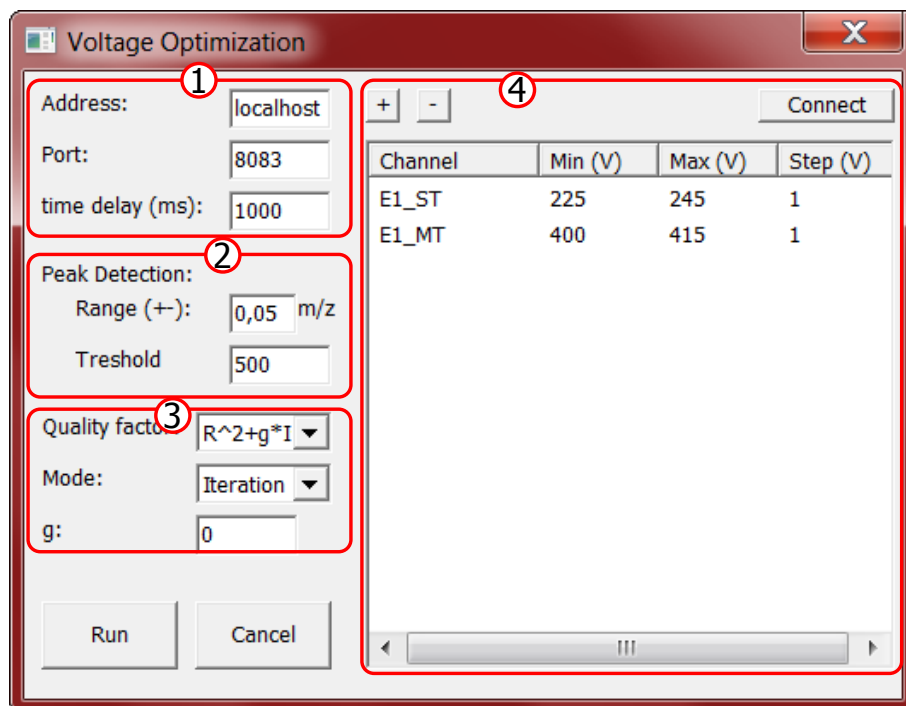 Voltage Optimization
X
1
Address: localhost
Port: 8083
time delay (ms): 1000
2
Peak Detection:
Range (+-): 0,05 m/z
Treshold 500
3
Quality factor: R^2+g*I
Mode: Iteration
g: 0
Run Cancel
4
+ - Connect
Channel Min (V) Max (V) Step (V)
E1_ST 225 245 1
E1_MT 400 415 1